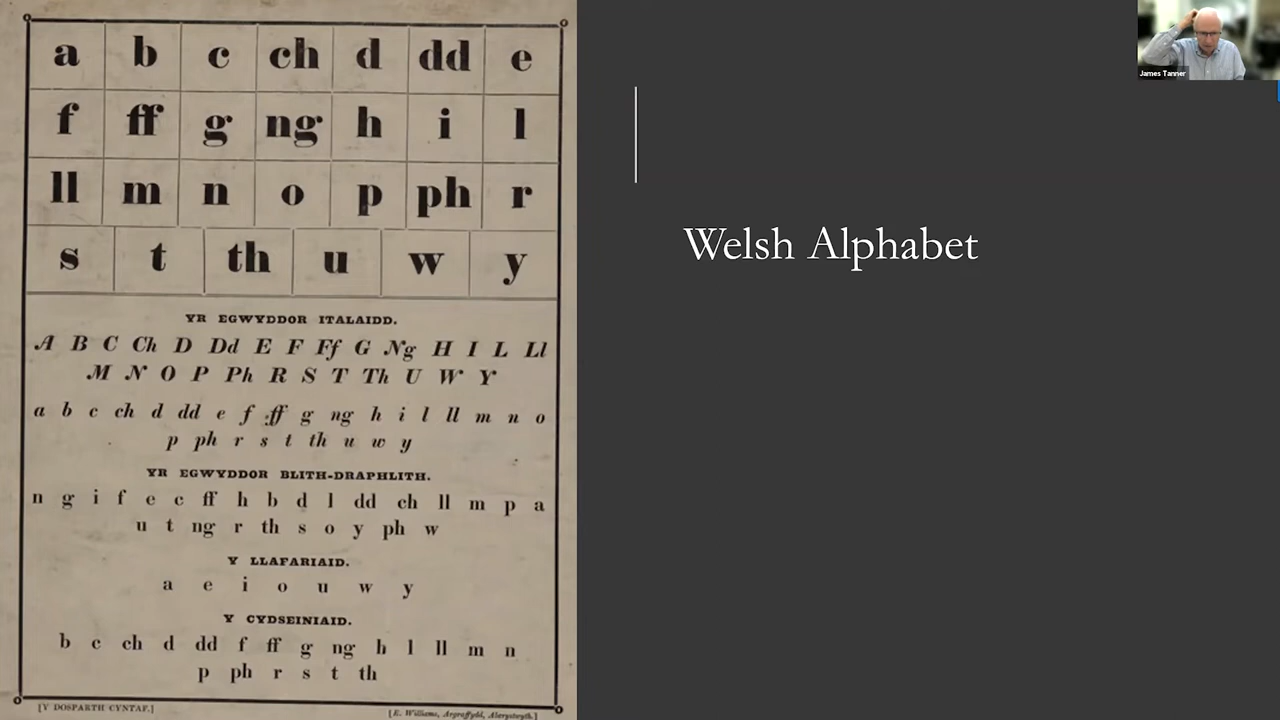 a b c ch d dd e
f ff g ng h i l
ll m n o p ph r
s t th u w y
YR EGWYDDOR ITALAIDD.
A B C Ch D Dd E F Ff G Ng H I L Ll
M N O P Ph R S T Th U W Y
a b c ch d dd e f ff g ng h i l ll m n o
p ph r s t th u w y
YR EGWYDDOR BLITH-DRAPHLITH.
n g i f e c ff h b d l dd ch ll m p a
u t ng r th s o y ph w
Y LLAFARIAID.
a e i o u w y
Y CYDSEINIAID.
b c ch d dd f ff g ng h l ll m n
p ph r s t th
[Y DOSPARTH CYNTAF.]
[E. Williams, Argraffydd, Aberystwyth.]
Welsh Alphabet
James Tanner